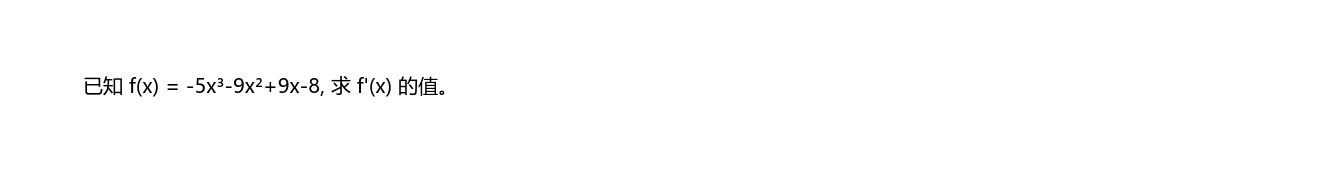 已知 f(x) = -5x³-9x²+9x-8, 求 f'(x) 的值。